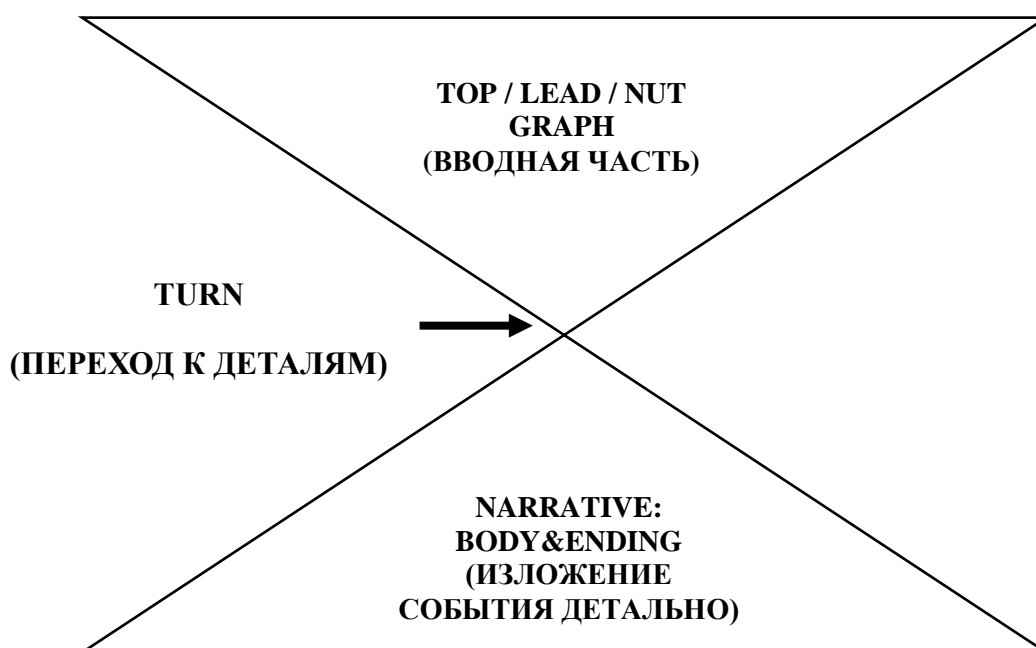 TOP / LEAD / NUT
GRAPH
(ВВОДНАЯ ЧАСТЬ)
TURN
(ПЕРЕХОД К ДЕТАЛЯМ)
NARRATIVE:
BODY&ENDING
(ИЗЛОЖЕНИЕ
СОБЫТИЯ ДЕТАЛЬНО)